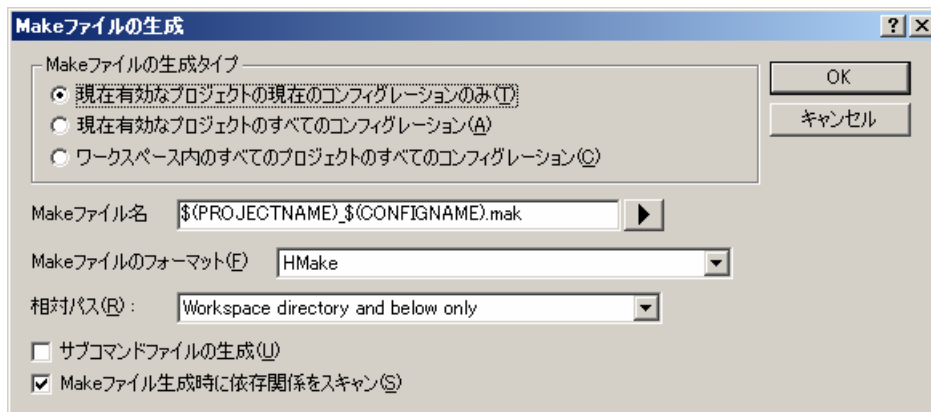 Makeファイルの生成
Makeファイルの生成タイプ
現在有効なプロジェクトの現在のコンフィグレーションのみ(T)
現在有効なプロジェクトのすべてのコンフィグレーション(A)
ワークスペース内のすべてのプロジェクトのすべてのコンフィグレーション(C)
OK
キャンセル
Makeファイル名 $(PROJECTNAME)_$(CONFIGNAME).mak
Makeファイルのフォーマット(F) HMake
相対パス(R): Workspace directory and below only
サブコマンドファイルの生成(U)
Makeファイル生成時に依存関係をスキャン(S)